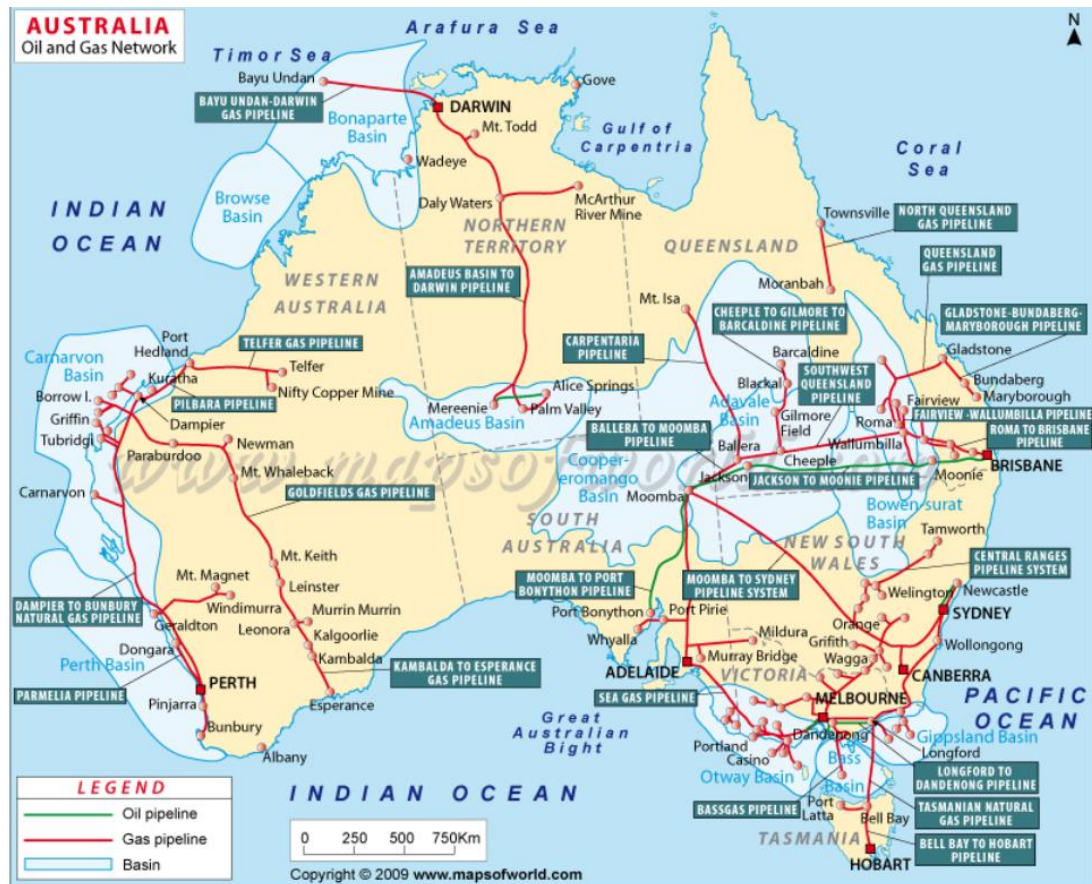 AUSTRALIA
Oil and Gas Network
Arafura Sea
N
Timor Sea
Bayu Undan
Gove
BAYU UNDAN-DARWIN
GAS PIPELINE
DARWIN
Mt. Todd
Bonaparte
Basin
Gulf of
Carpentria
Wadeye
Coral
Sea
Browse
Basin
INDIAN
OCEAN
Daly Waters
McArthur
River Mine
NORTHERN
TERRITORY
Townsville
NORTH QUEENSLAND
GAS PIPELINE
QUEENSLAND
QUEENSLAND
GAS PIPELINE
WESTERN
AUSTRALIA
AMADEUS BASIN TO
DARWIN PIPELINE
Moranbah
Mt. Isa
CHEEPLE TO GILMORE TO
BARCALDINE PIPELINE
GLADSTONE-BUNDABERG-
MARYBOROUGH PIPELINE
Port
Hedland
TELFER GAS PIPELINE
CARPENTARIA
PIPELINE
Barcaldine
SOUTHWEST
QUEENSLAND
PIPELINE
Gladstone
Carnarvon
Basin
Kuratha
Telfer
Nifty Copper Mine
Alice Springs
Blackal
Bundaberg
Maryborough
Borrow I.
PILBARA PIPELINE
Mereenie
Palm Valley
Adavale
Basin
Gilmore
Field
Fairview
Griffin
Dampier
Amadeus Basin
Roma
FAIRVIEW -WALLUMBILLA PIPELINE
Tubridgi
BALLERA TO MOOMBA
PIPELINE
Ballera
Wallumbilla
ROMA TO BRISBANE
PIPELINE
Newman
Paraburdoo
Cheeple
BRISBANE
Jackson
JACKSON TO MOONIE PIPELINE
Moonie
Mt. Whaleback
Cooper-
eromango
Basin
Carnarvon
GOLDFIELDS GAS PIPELINE
Moomba
Bowen-surat
Basin
SOUTH
AUSTRALIA
Tamworth
NEW SOUTH
WALES
CENTRAL RANGES
PIPELINE SYSTEM
Mt. Keith
Mt. Magnet
Leinster
MOOMBA TO PORT
BONYTHON PIPELINE
MOOMBA TO SYDNEY
PIPELINE SYSTEM
Welington
Newcastle
DAMPIER TO BUNBURY
NATURAL GAS PIPELINE
Windimurra
Murrin Murrin
Port Bonython
Port Pirie
SYDNEY
Geraldton
Leonora
Kalgoorlie
Orange
Whyalla
Mildura
Griffith
Wollongong
Dongara
Kambalda
Murray Bridge
Wagga
Perth Basin
ADELAIDE
VICTORIA
CANBERRA
PARMELIA PIPELINE
PERTH
KAMBALDA TO ESPERANCE
GAS PIPELINE
SEA GAS PIPELINE
MELBOURNE
PACIFIC
OCEAN
Pinjarra
Esperance
Great
Australian
Bight
Bunbury
Portland
Dandenong
Gippsland Basin
Albany
Casino
Longford
Otway Basin
Bass
Basin
LONGFORD TO
DANDENONG PIPELINE
LEGEND
Oil pipeline
Gas pipeline
Basin
INDIAN OCEAN
BASSGAS PIPELINE
Port
Latta
Bell Bay
TASMANIAN NATURAL
GAS PIPELINE
0 250 500 750Km
TASMANIA
BELL BAY TO HOBART
PIPELINE
HOBART
Copyright © 2009 www.mapsofworld.com